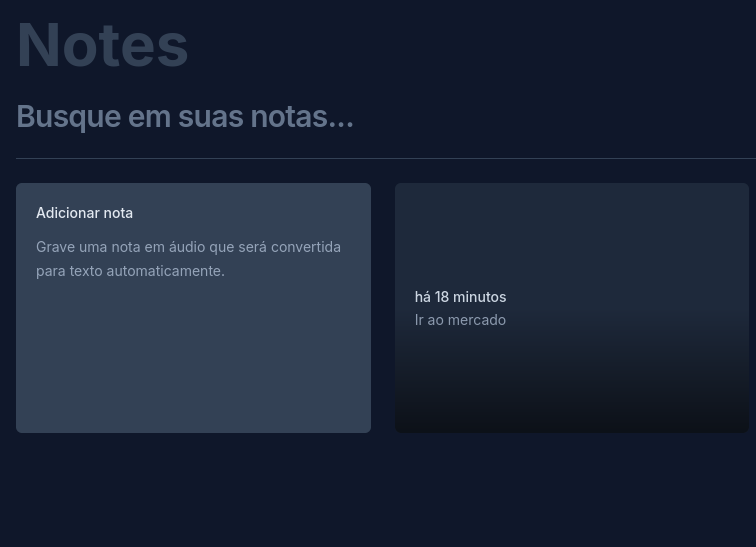 Notes
Busque em suas notas...
Adicionar nota
Grave uma nota em áudio que será convertida
para texto automaticamente.
há 18 minutos
Ir ao mercado